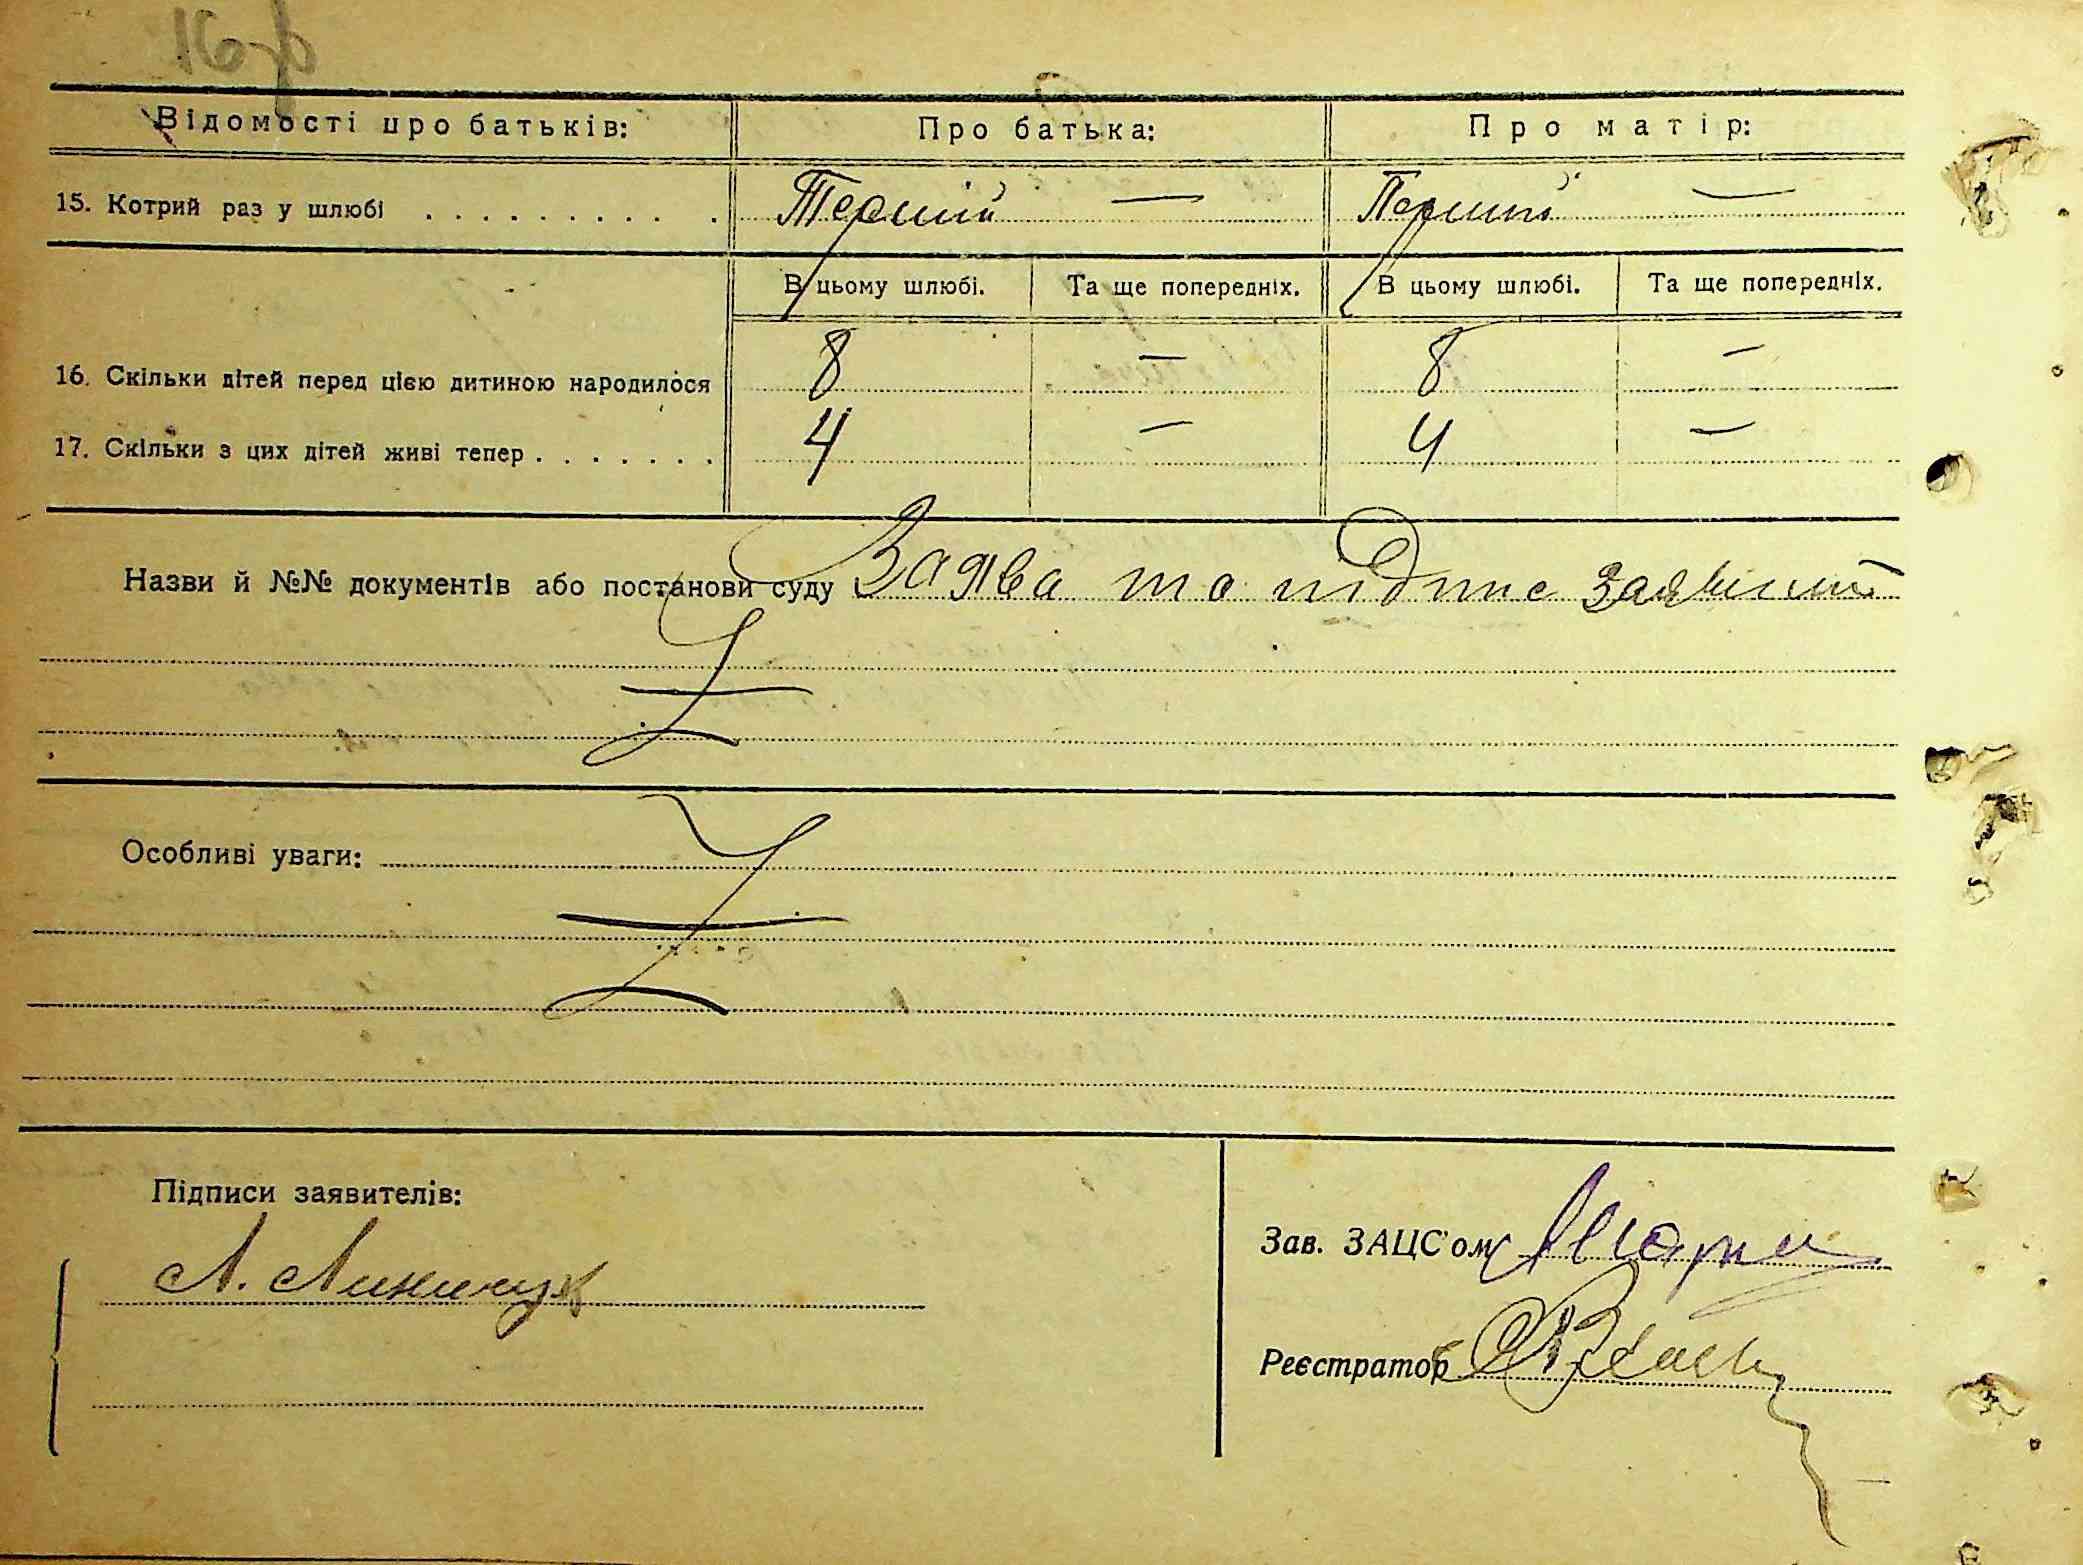 Відомості про батьків: Про батька: Про матір:
15. Котрий раз у шлюбі . . . . . . . . . . Перший — Перший —
В цьому шлюбі. Та ще попередніх. В цьому шлюбі. Та ще попередніх.
16. Скільки дітей перед цією дитиною народилося 8 — 8 —
17. Скільки з цих дітей живі тепер . . . . . . . 4 — 4 —
Назви й №№ документів або постанови суду Заява та підпис
Особливі уваги:
Підписи заявителів:
Зав. ЗАЦС'ом
Л. Линичук
Реєстратор